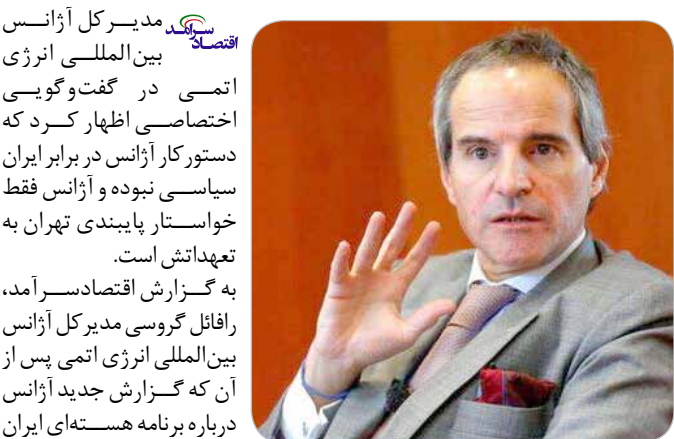 اقتصاد سرآمد
مدیرکل آژانس
بین‌المللی انرژی
اتمی در گفت‌وگویی
اختصاصی اظهار کرد که
دستورکار آژانس در برابر ایران
سیاسی نبوده و آژانس فقط
خواستار پایبندی تهران به
تعهداتش است.
به گزارش اقتصادسرآمد،
رافائل گروسی مدیرکل آژانس
بین‌المللی انرژی اتمی پس از
آن که گزارش جدید آژانس
درباره برنامه هسته‌ای ایران